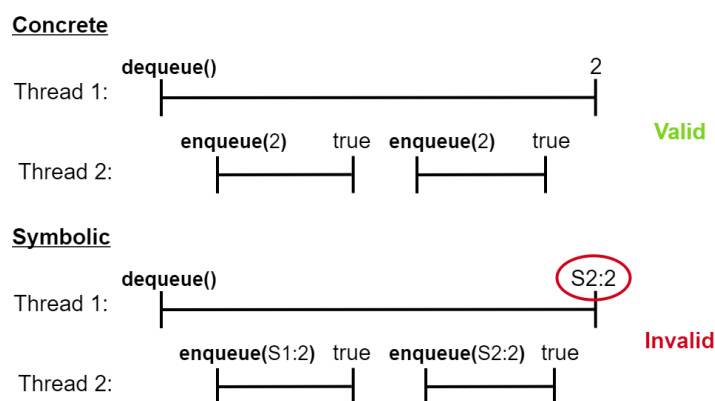 Concrete
dequeue() 2
Thread 1:
Valid
enqueue(2) true enqueue(2) true
Thread 2:
Symbolic
dequeue() S2:2
Thread 1:
Invalid
enqueue(S1:2) true enqueue(S2:2) true
Thread 2: